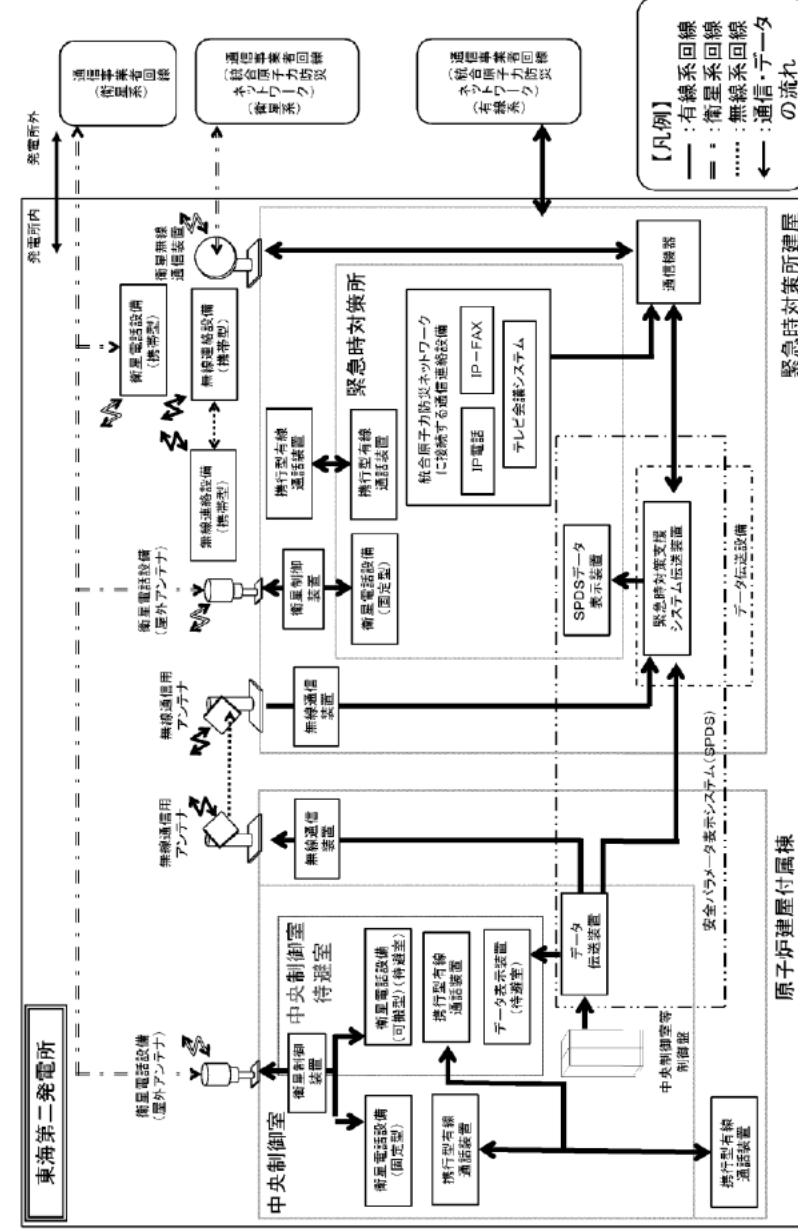 東海第二発電所
発電所内
発電所外
通信事業者回線
(衛星系)
通信事業者回線
(統合原子力防災
ネットワーク)
(衛星系)
通信事業者回線
(統合原子力防災
ネットワーク)
(有線系)
【凡例】
:有線系回線
:衛星系回線
:無線系回線
:通信・データ
の流れ
衛星電話設備
(屋外アンテナ)
無線通信用
アンテナ
無線通信用
アンテナ
衛星電話設備
(屋外アンテナ)
衛星電話設備
(携帯型)
無線連絡設備
(携帯型)
無線連絡設備
(携帯型)
衛星無線
通信装置
中央制御室
中央制御室
待避室
衛星制御
装置
衛星電話設備
(固定型)
衛星電話設備
(可搬型)(待避室)
携行型有線
通話装置
携行型有線
通話装置
データ表示装置
(待避室)
中央制御室等
制御盤
データ
伝送装置
携行型有線
通話装置
無線通信
装置
原子炉建屋付属棟
安全パラメータ表示システム(SPDS)
無線通信
装置
衛星制御
装置
衛星電話設備
(固定型)
携行型有線
通話装置
携行型有線
通話装置
緊急時対策所
統合原子力防災ネットワーク
に接続する通信連絡設備
IP電話
IP-FAX
テレビ会議システム
SPDSデータ
表示装置
緊急時対策支援
システム伝送装置
データ伝送設備
通信機器
緊急時対策所建屋